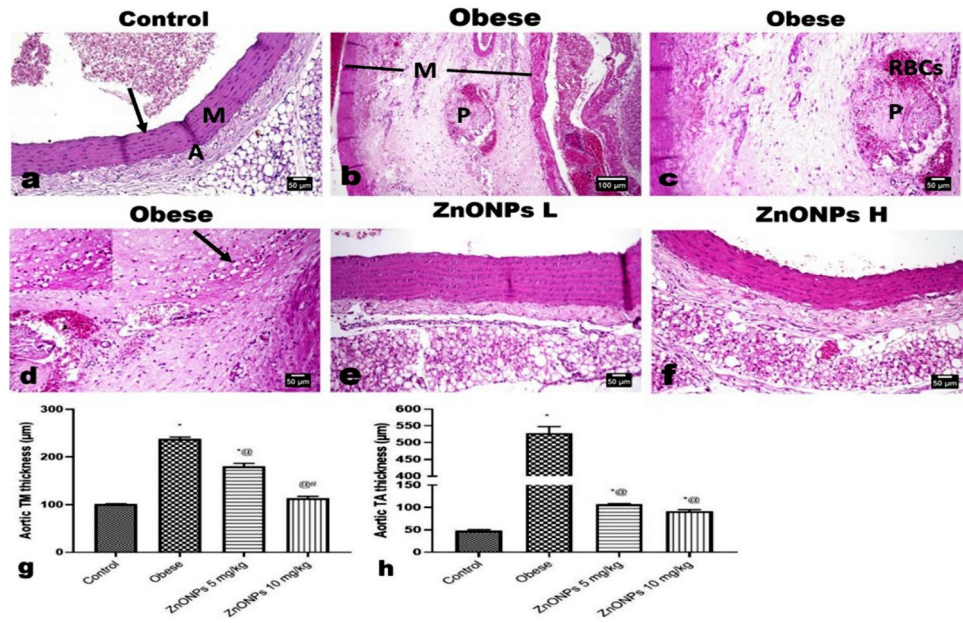 Control
Obese
Obese
M
A
a
50 µm
M
P
b
100 µm
RBCs
P
c
50 µm
Obese
ZnONPs L
ZnONPs H
d
50 µm
e
50 µm
f
50 µm
Aortic TM thickness (µm)
300
200
100
0
*
*@
@#
Control
Obese
ZnONPs 5 mg/kg
ZnONPs 10 mg/kg
g
Aortic TA thickness (µm)
600
550
500
450
400
150
100
50
0
*
*@
*@
Control
Obese
ZnONPs 5 mg/kg
ZnONPs 10 mg/kg
h